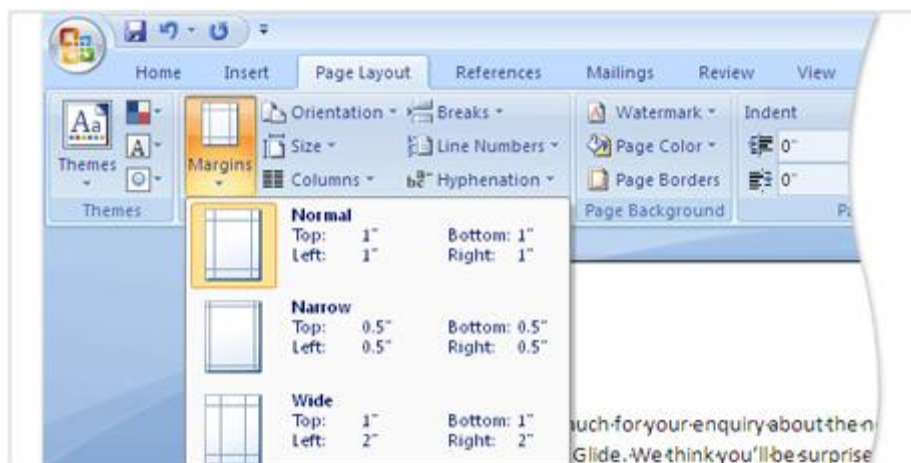 Home Insert Page Layout References Mailings Review View
Aa Orientation Breaks Watermark Indent
A Size Line Numbers Page Color 0"
Themes Margins Columns Hyphenation Page Borders 0"
Themes Page Background
Normal
Top: 1" Bottom: 1"
Left: 1" Right: 1"
Narrow
Top: 0.5" Bottom: 0.5"
Left: 0.5" Right: 0.5"
Wide
Top: 1" Bottom: 1"
Left: 2" Right: 2"
for your enquiry about the
Glide. We think you'll be surprise